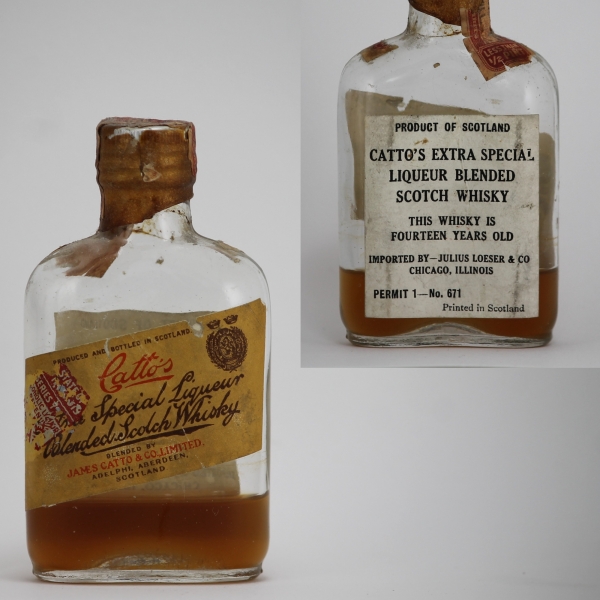 PRODUCED AND BOTTLED IN SCOTLAND
Catto's
Special Liqueur
Blended Scotch Whisky
BLENDED BY
JAMES CATTO & CO., LIMITED,
ADELPHI, ABERDEEN,
SCOTLAND
PRODUCT OF SCOTLAND
CATTO'S EXTRA SPECIAL
LIQUEUR BLENDED
SCOTCH WHISKY
THIS WHISKY IS
FOURTEEN YEARS OLD
IMPORTED BY—JULIUS LOESER & CO
CHICAGO, ILLINOIS
PERMIT 1—No. 671
Printed in Scotland